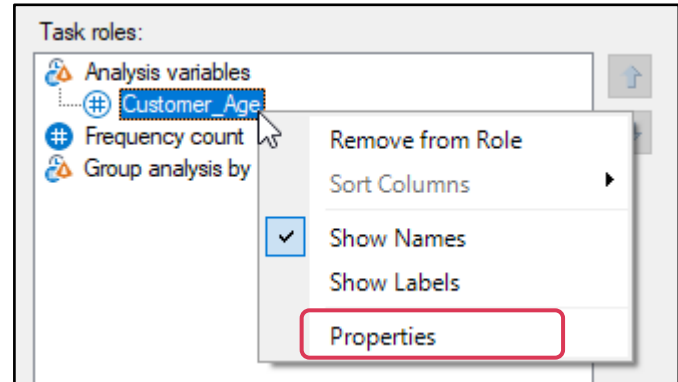 Task roles:
Analysis variables
Customer_Age
Frequency count
Group analysis by
Remove from Role
Sort Columns
Show Names
Show Labels
Properties